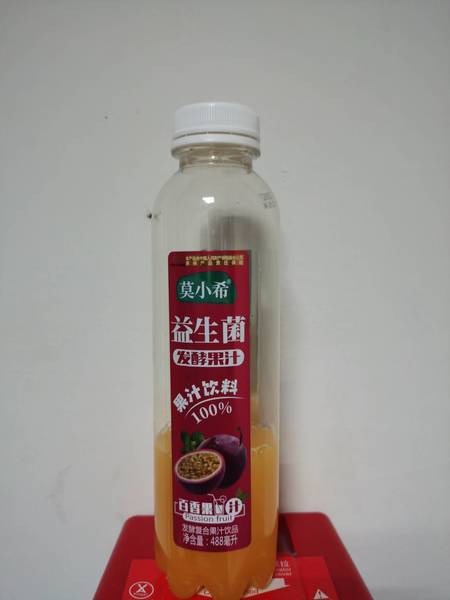 莫小希®
益生菌
发酵果汁
果汁饮料
100%
百香果汁
Passion fruit
发酵复合果汁饮品
净含量:488毫升